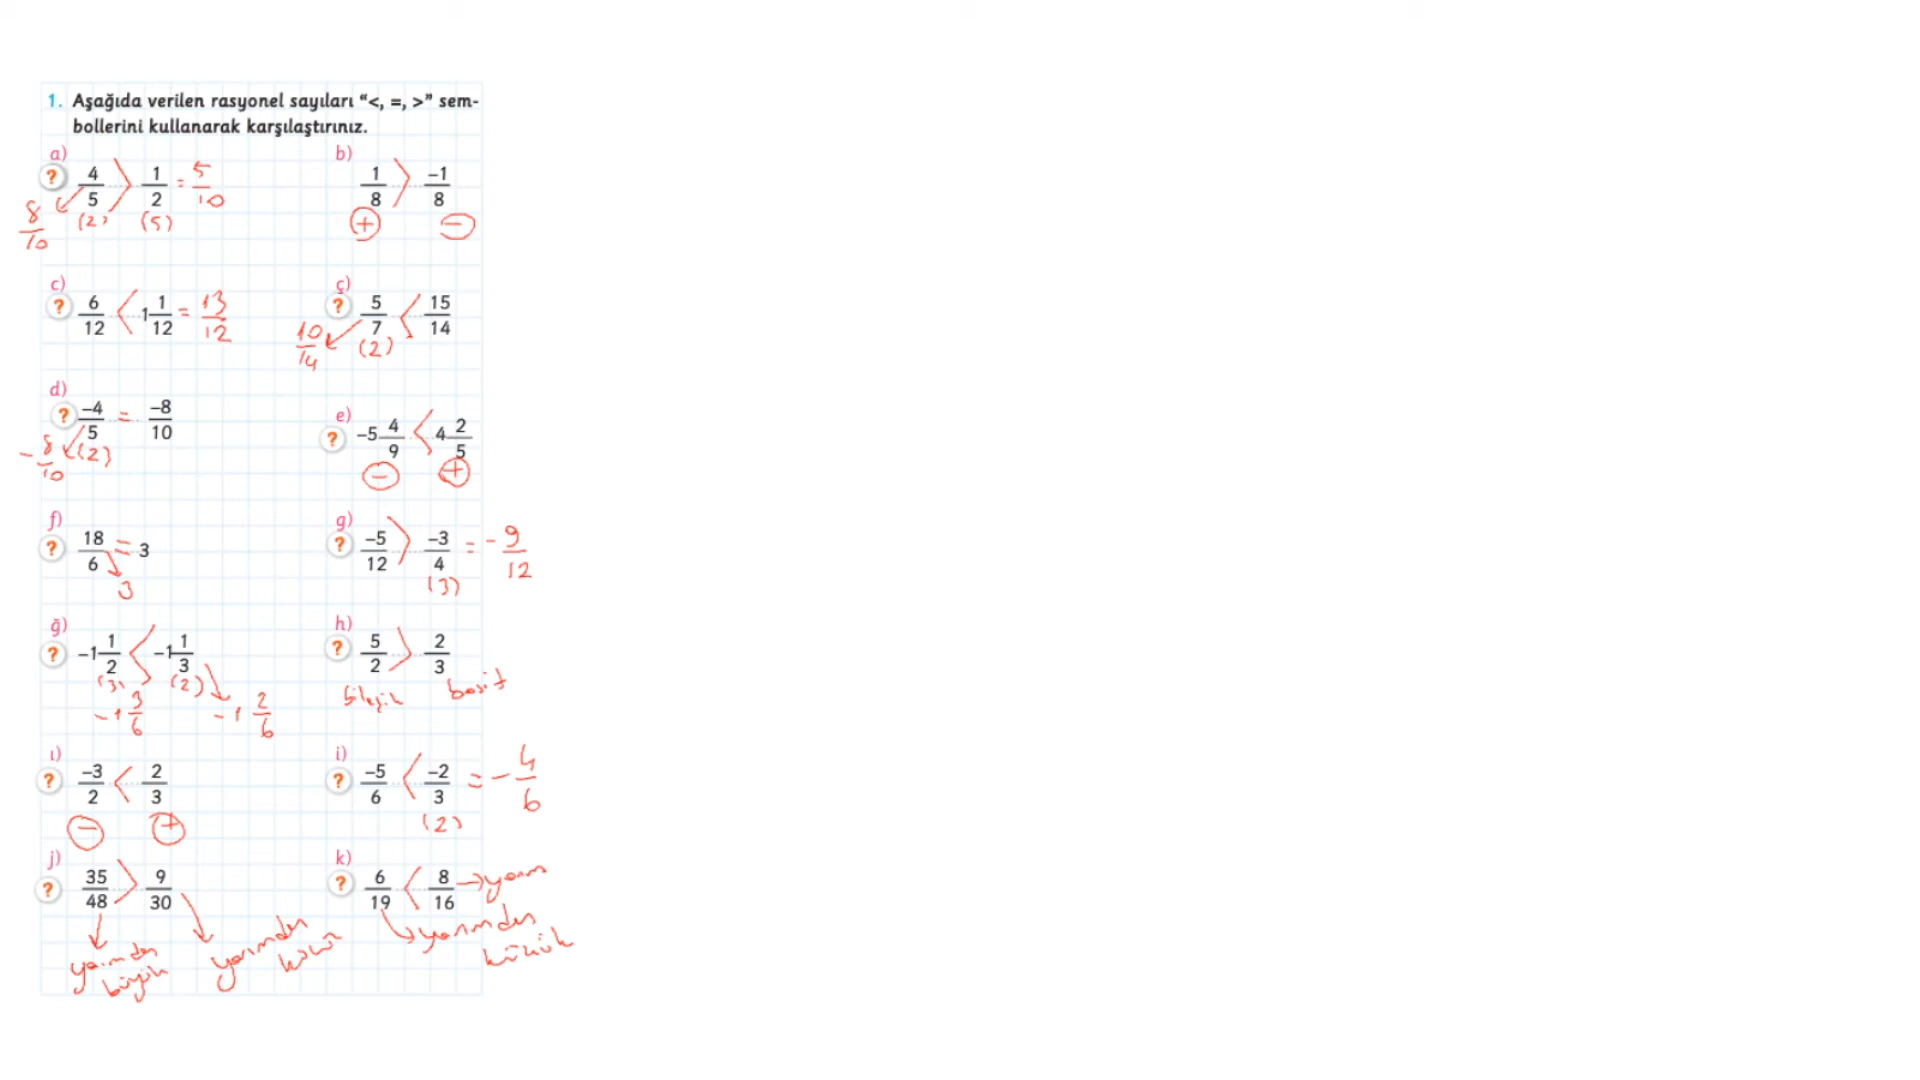 1. Aşağıda verilen rasyonel sayıları “<, =, >” sem-
bollerini kullanarak karşılaştırınız.
a) ? 4/5 > 1/2 = 5/10
8/10 (2) (5)
b) 1/8 > -1/8
+ -
c) ? 6/12 < 1 1/12 = 13/12
ç) ? 5/7 < 15/14
10/14 (2)
d) ? -4/5 = -8/10
-8/10 (2)
e) ? -5 4/9 < 4 2/5
- +
f) ? 18/6 = 3
3
g) ? -5/12 > -3/4 = -9/12
(3)
ğ) ? -1 1/2 < -1 1/3
(3) (2)
-1 3/6 -1 2/6
h) ? 5/2 > 2/3
bileşik basit
ı) ? -3/2 < 2/3
- +
i) ? -5/6 < -2/3 = -4/6
(2)
j) ? 35/48 > 9/30
yarımdan büyük
yarımdan
k) ? 6/19 < 8/16 yarım
yarımdan
küçük